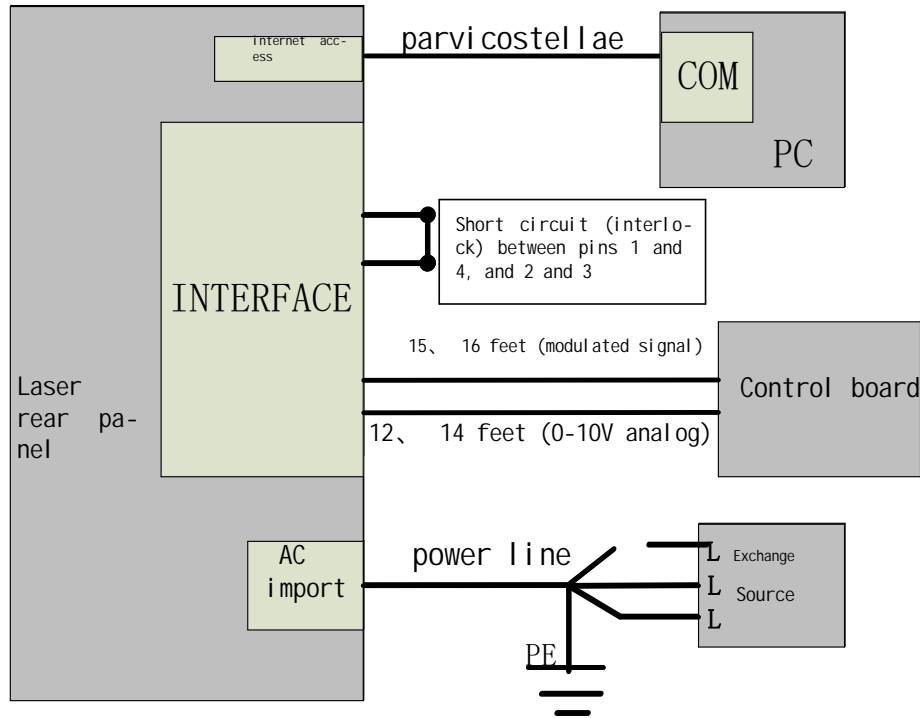 internet acc-
ess
parvicostellae
COM
PC
Short circuit (interlo-
ck) between pins 1 and
4, and 2 and 3
INTERFACE
15、 16 feet (modulated signal)
Laser
rear pa-
nel
Control board
12、 14 feet (0-10V analog)
AC
import
power line
L Exchange
L Source
L
PE